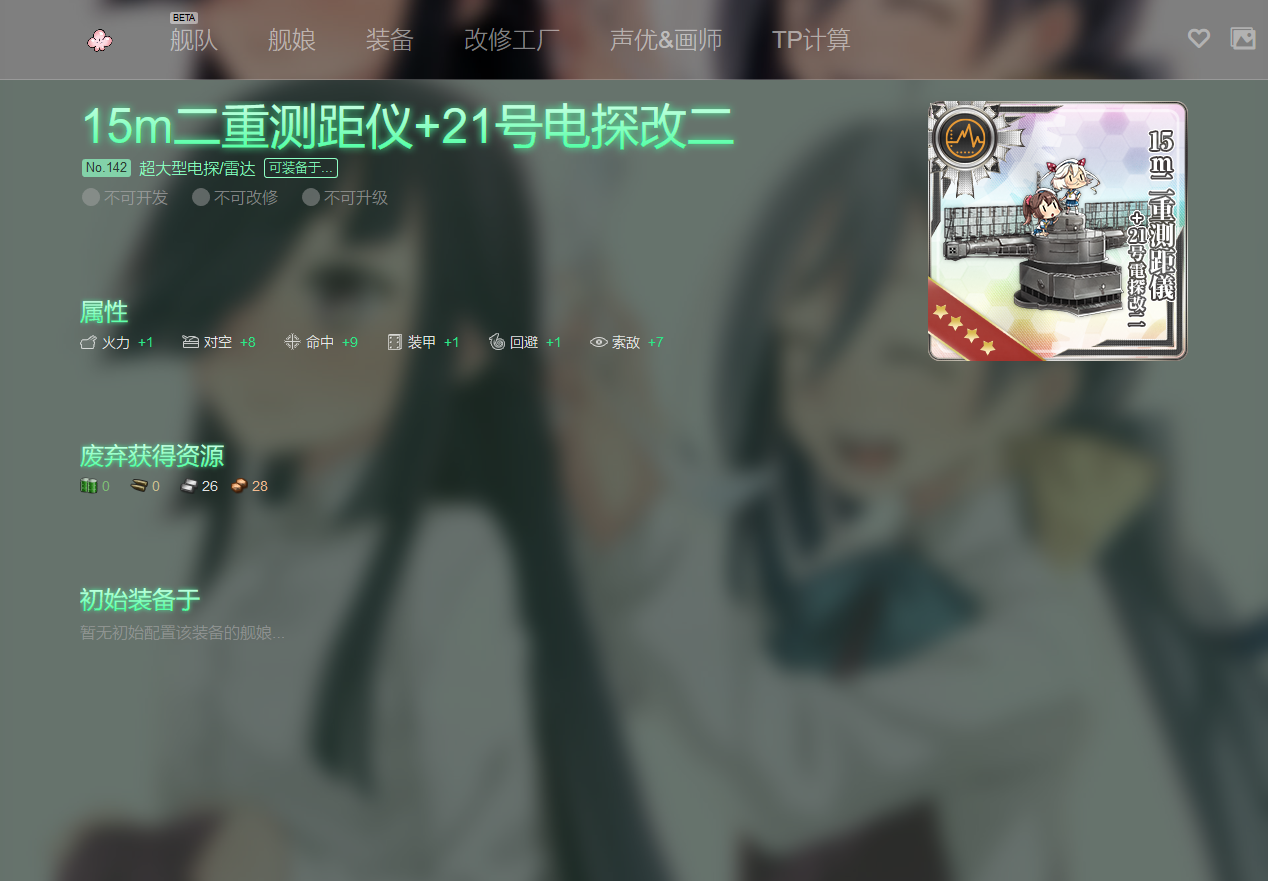 BETA
舰队 舰娘 装备 改修工厂 声优&画师 TP计算
15m二重测距仪+21号电探改二
No.142 超大型电探/雷达 可装备于...
不可开发 不可改修 不可升级
15m二重測距儀
+21号電探改二
属性
火力 +1 对空 +8 命中 +9 装甲 +1 回避 +1 索敌 +7
废弃获得资源
0 0 26 28
初始装备于
暂无初始配置该装备的舰娘...